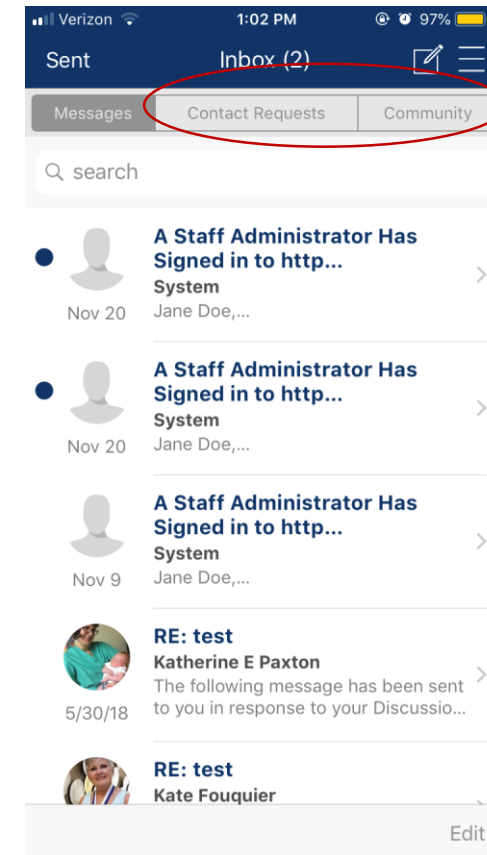 Verizon 1:02 PM 97%
Sent Inbox (2)
Messages Contact Requests Community
search
A Staff Administrator Has
Signed in to http...
System
Nov 20 Jane Doe,...
A Staff Administrator Has
Signed in to http...
System
Nov 20 Jane Doe,...
A Staff Administrator Has
Signed in to http...
System
Nov 9 Jane Doe,...
RE: test
Katherine E Paxton
The following message has been sent
5/30/18 to you in response to your Discussio...
RE: test
Kate Fouquier
Edit